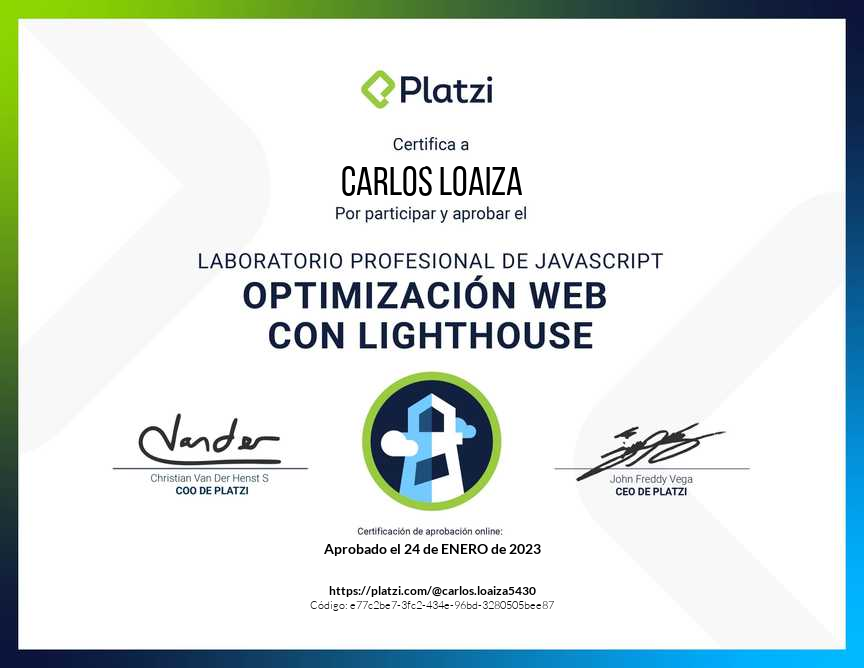 Platzi
Certifica a
CARLOS LOAIZA
Por participar y aprobar el
LABORATORIO PROFESIONAL DE JAVASCRIPT
OPTIMIZACIÓN WEB
CON LIGHTHOUSE
Vander
Christian Van Der Henst S
COO DE PLATZI
John Freddy Vega
CEO DE PLATZI
Certificación de aprobación online:
Aprobado el 24 de ENERO de 2023
https://platzi.com/@carlos.loaiza5430
Código: e77c2be7-3fc2-434e-96bd-3280505bee87